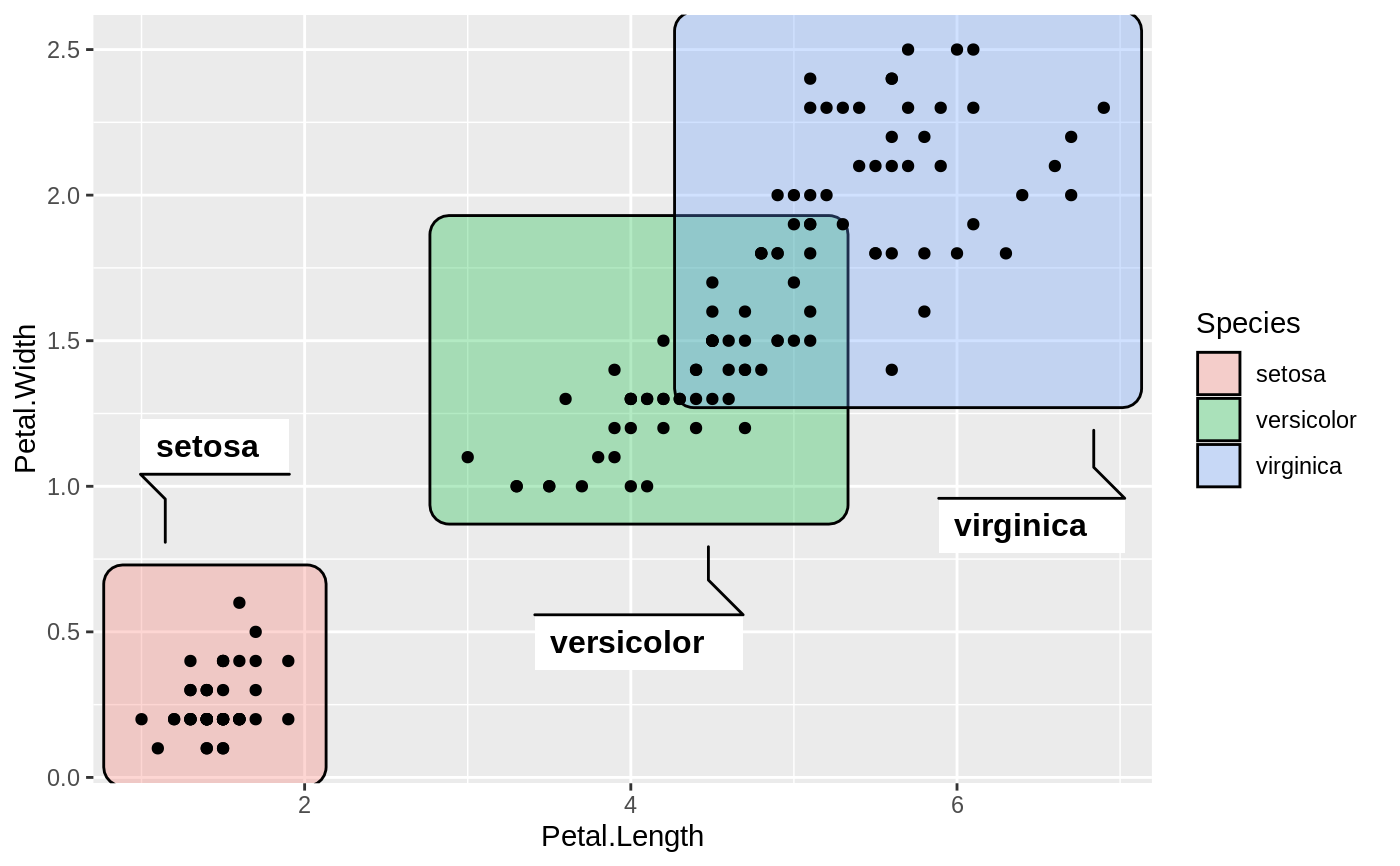 2.5
2.0
1.5
1.0
0.5
0.0
Petal.Width
setosa
versicolor
virginica
2
4
6
Petal.Length
Species
setosa
versicolor
virginica